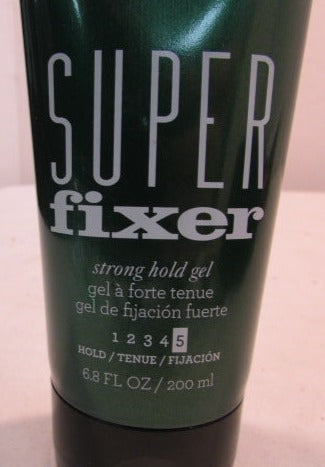 SUPER
fixer
strong hold gel
gel à forte tenue
gel de fijación fuerte
1 2 3 4 5
HOLD / TENUE / FIJACIÓN
6.8 FL OZ / 200 ml